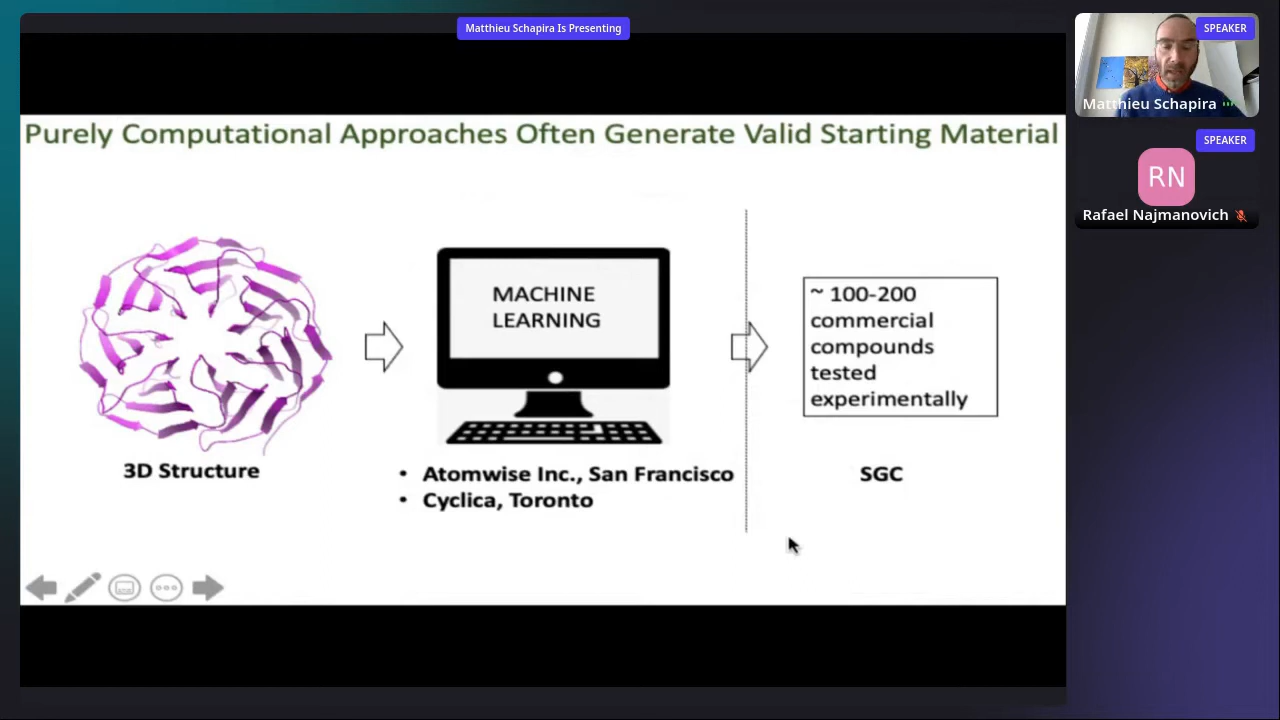 Matthieu Schapira Is Presenting
SPEAKER
Matthieu Schapira
SPEAKER
RN
Rafael Najmanovich
Purely Computational Approaches Often Generate Valid Starting Material
MACHINE
LEARNING
~ 100-200
commercial
compounds
tested
experimentally
3D Structure
• Atomwise Inc., San Francisco
• Cyclica, Toronto
SGC